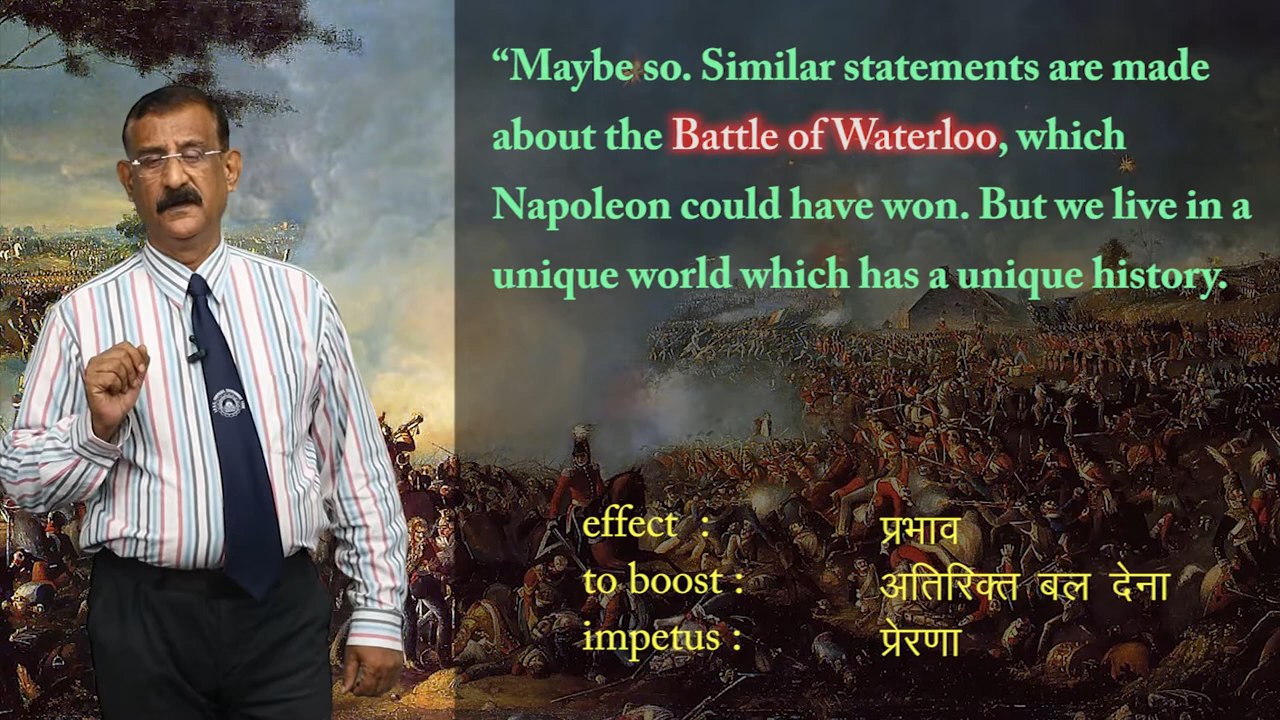 “Maybe so. Similar statements are made
about the Battle of Waterloo, which
Napoleon could have won. But we live in a
unique world which has a unique history.
effect : प्रभाव
to boost : अतिरिक्त बल देना
impetus : प्रेरणा